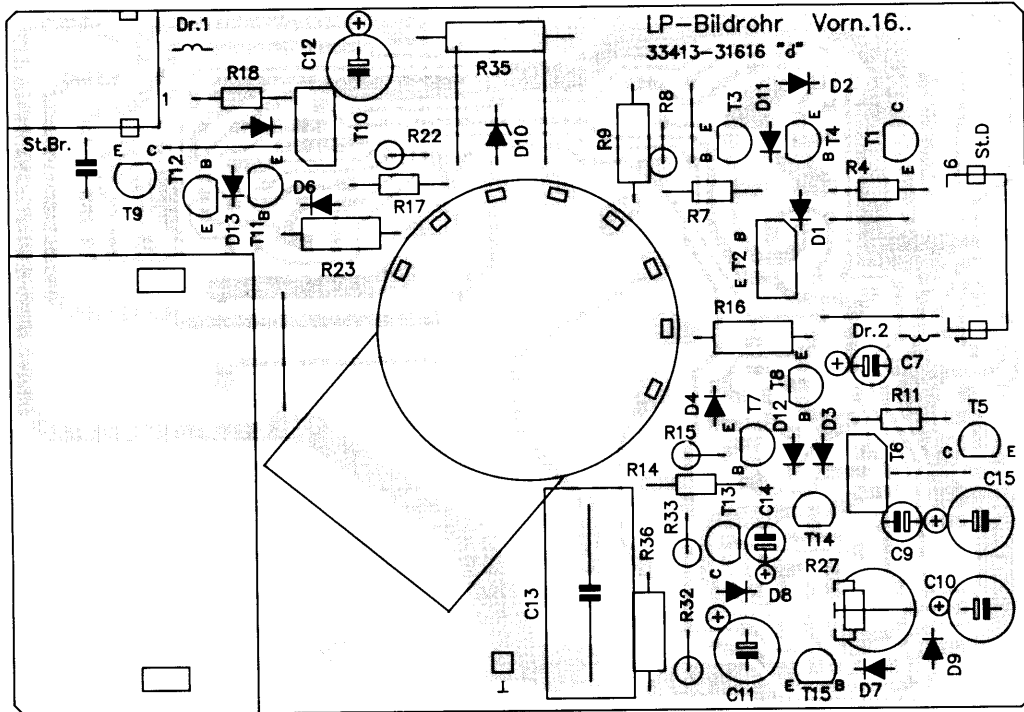 LP-Bildrohr Vorn.16..
33413-31616 "d"
Dr.1
C12
R35
R18
D11
D2
R8
T3
C
1
T10
R22
D10
R9
E
E
T4
T1
St.D
6
St.Br.
E
C
T12
B
E
B
B
E
R4
T9
D6
R17
R7
D13
T11
B
E
D1
R23
T2
B
E
R16
Dr.2
1
E
C7
T8
D4
T7
D12
B
D3
R11
T5
E
R15
T6
C
E
B
R14
C15
T13
C14
R33
R36
T14
C9
C
R27
C10
C13
R32
D8
D9
C11
E
T15
B
D7